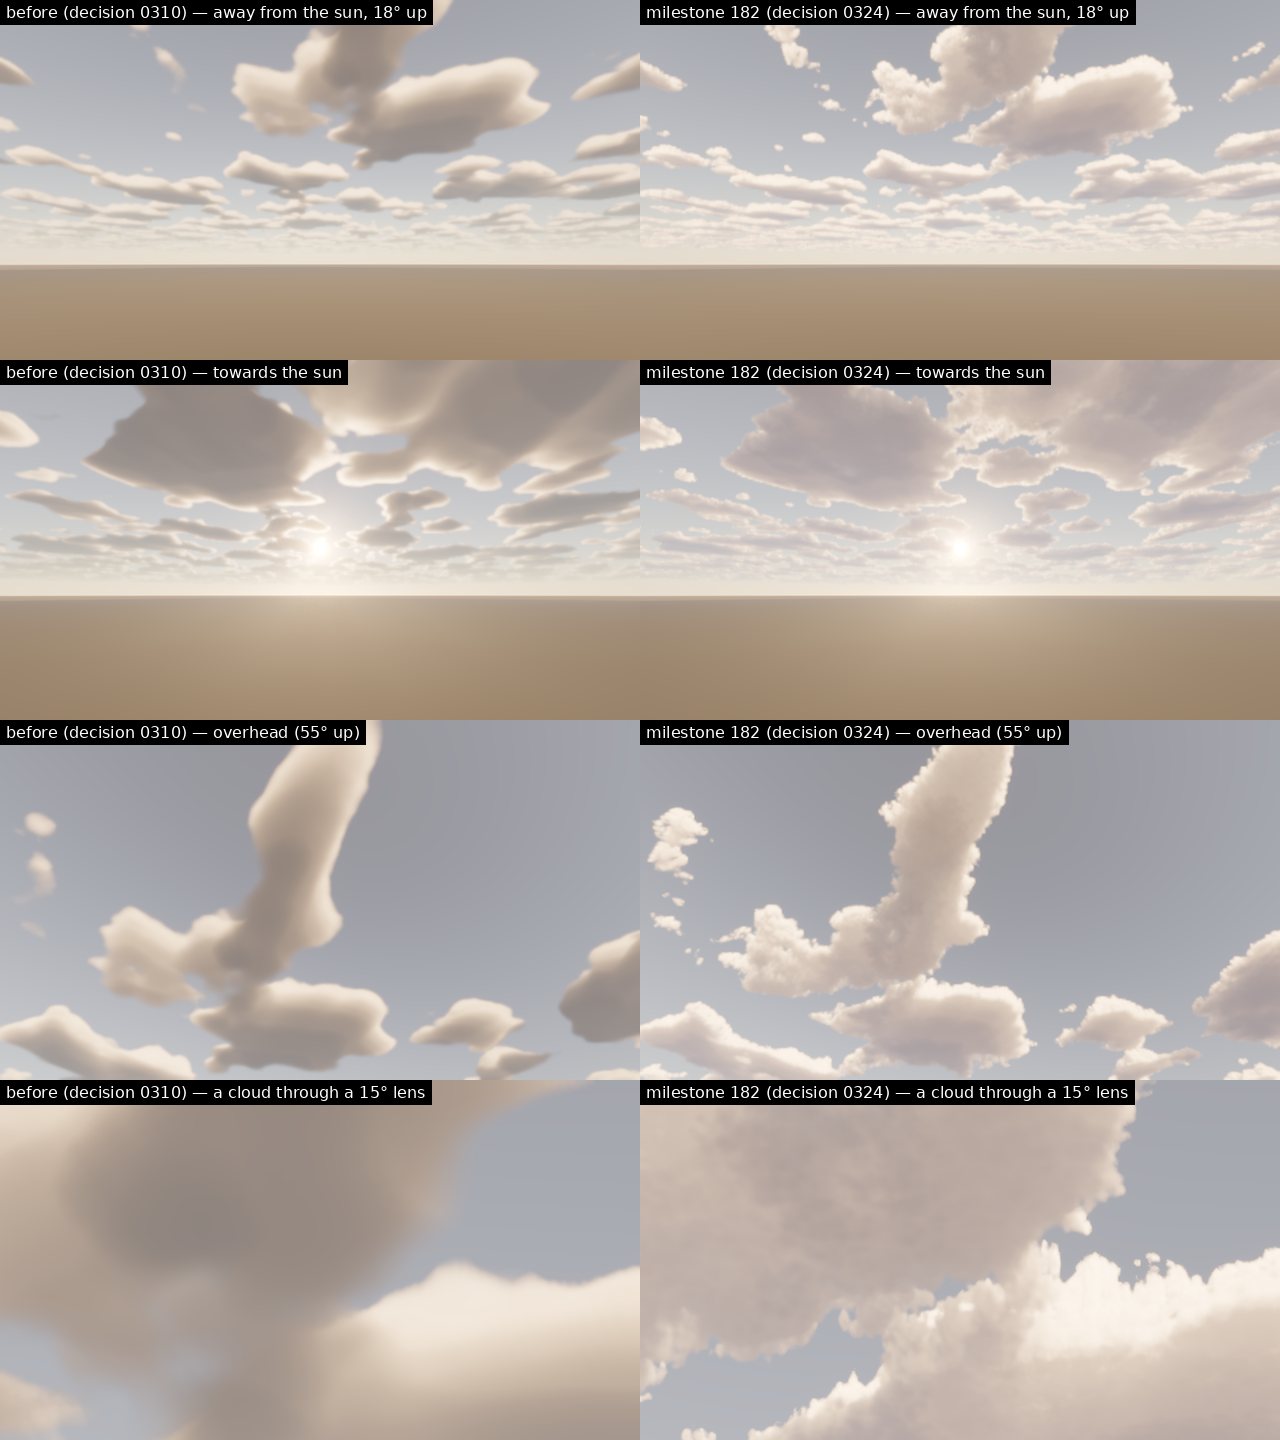 before (decision 0310) — away from the sun, 18° up
milestone 182 (decision 0324) — away from the sun, 18° up
before (decision 0310) — towards the sun
milestone 182 (decision 0324) — towards the sun
before (decision 0310) — overhead (55° up)
milestone 182 (decision 0324) — overhead (55° up)
before (decision 0310) — a cloud through a 15° lens
milestone 182 (decision 0324) — a cloud through a 15° lens